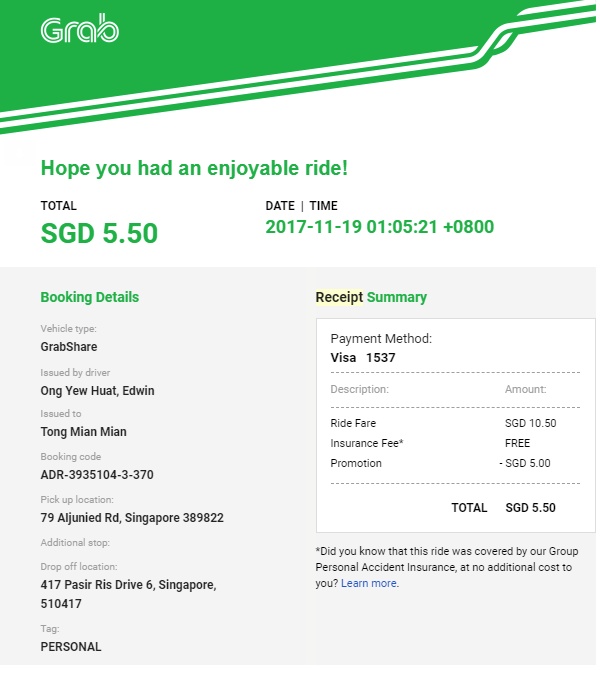 Grab
Hope you had an enjoyable ride!
TOTAL
SGD 5.50
DATE | TIME
2017-11-19 01:05:21 +0800
Booking Details
Vehicle type:
GrabShare
Issued by driver
Ong Yew Huat, Edwin
Issued to
Tong Mian Mian
Booking code
ADR-3935104-3-370
Pick up location:
79 Aljunied Rd, Singapore 389822
Additional stop:
Drop off location:
417 Pasir Ris Drive 6, Singapore,
510417
Tag:
PERSONAL
Receipt Summary
Payment Method:
Visa 1537
Description: Amount:
Ride Fare SGD 10.50
Insurance Fee* FREE
Promotion - SGD 5.00
TOTAL SGD 5.50
*Did you know that this ride was covered by our Group
Personal Accident Insurance, at no additional cost to
you? Learn more.